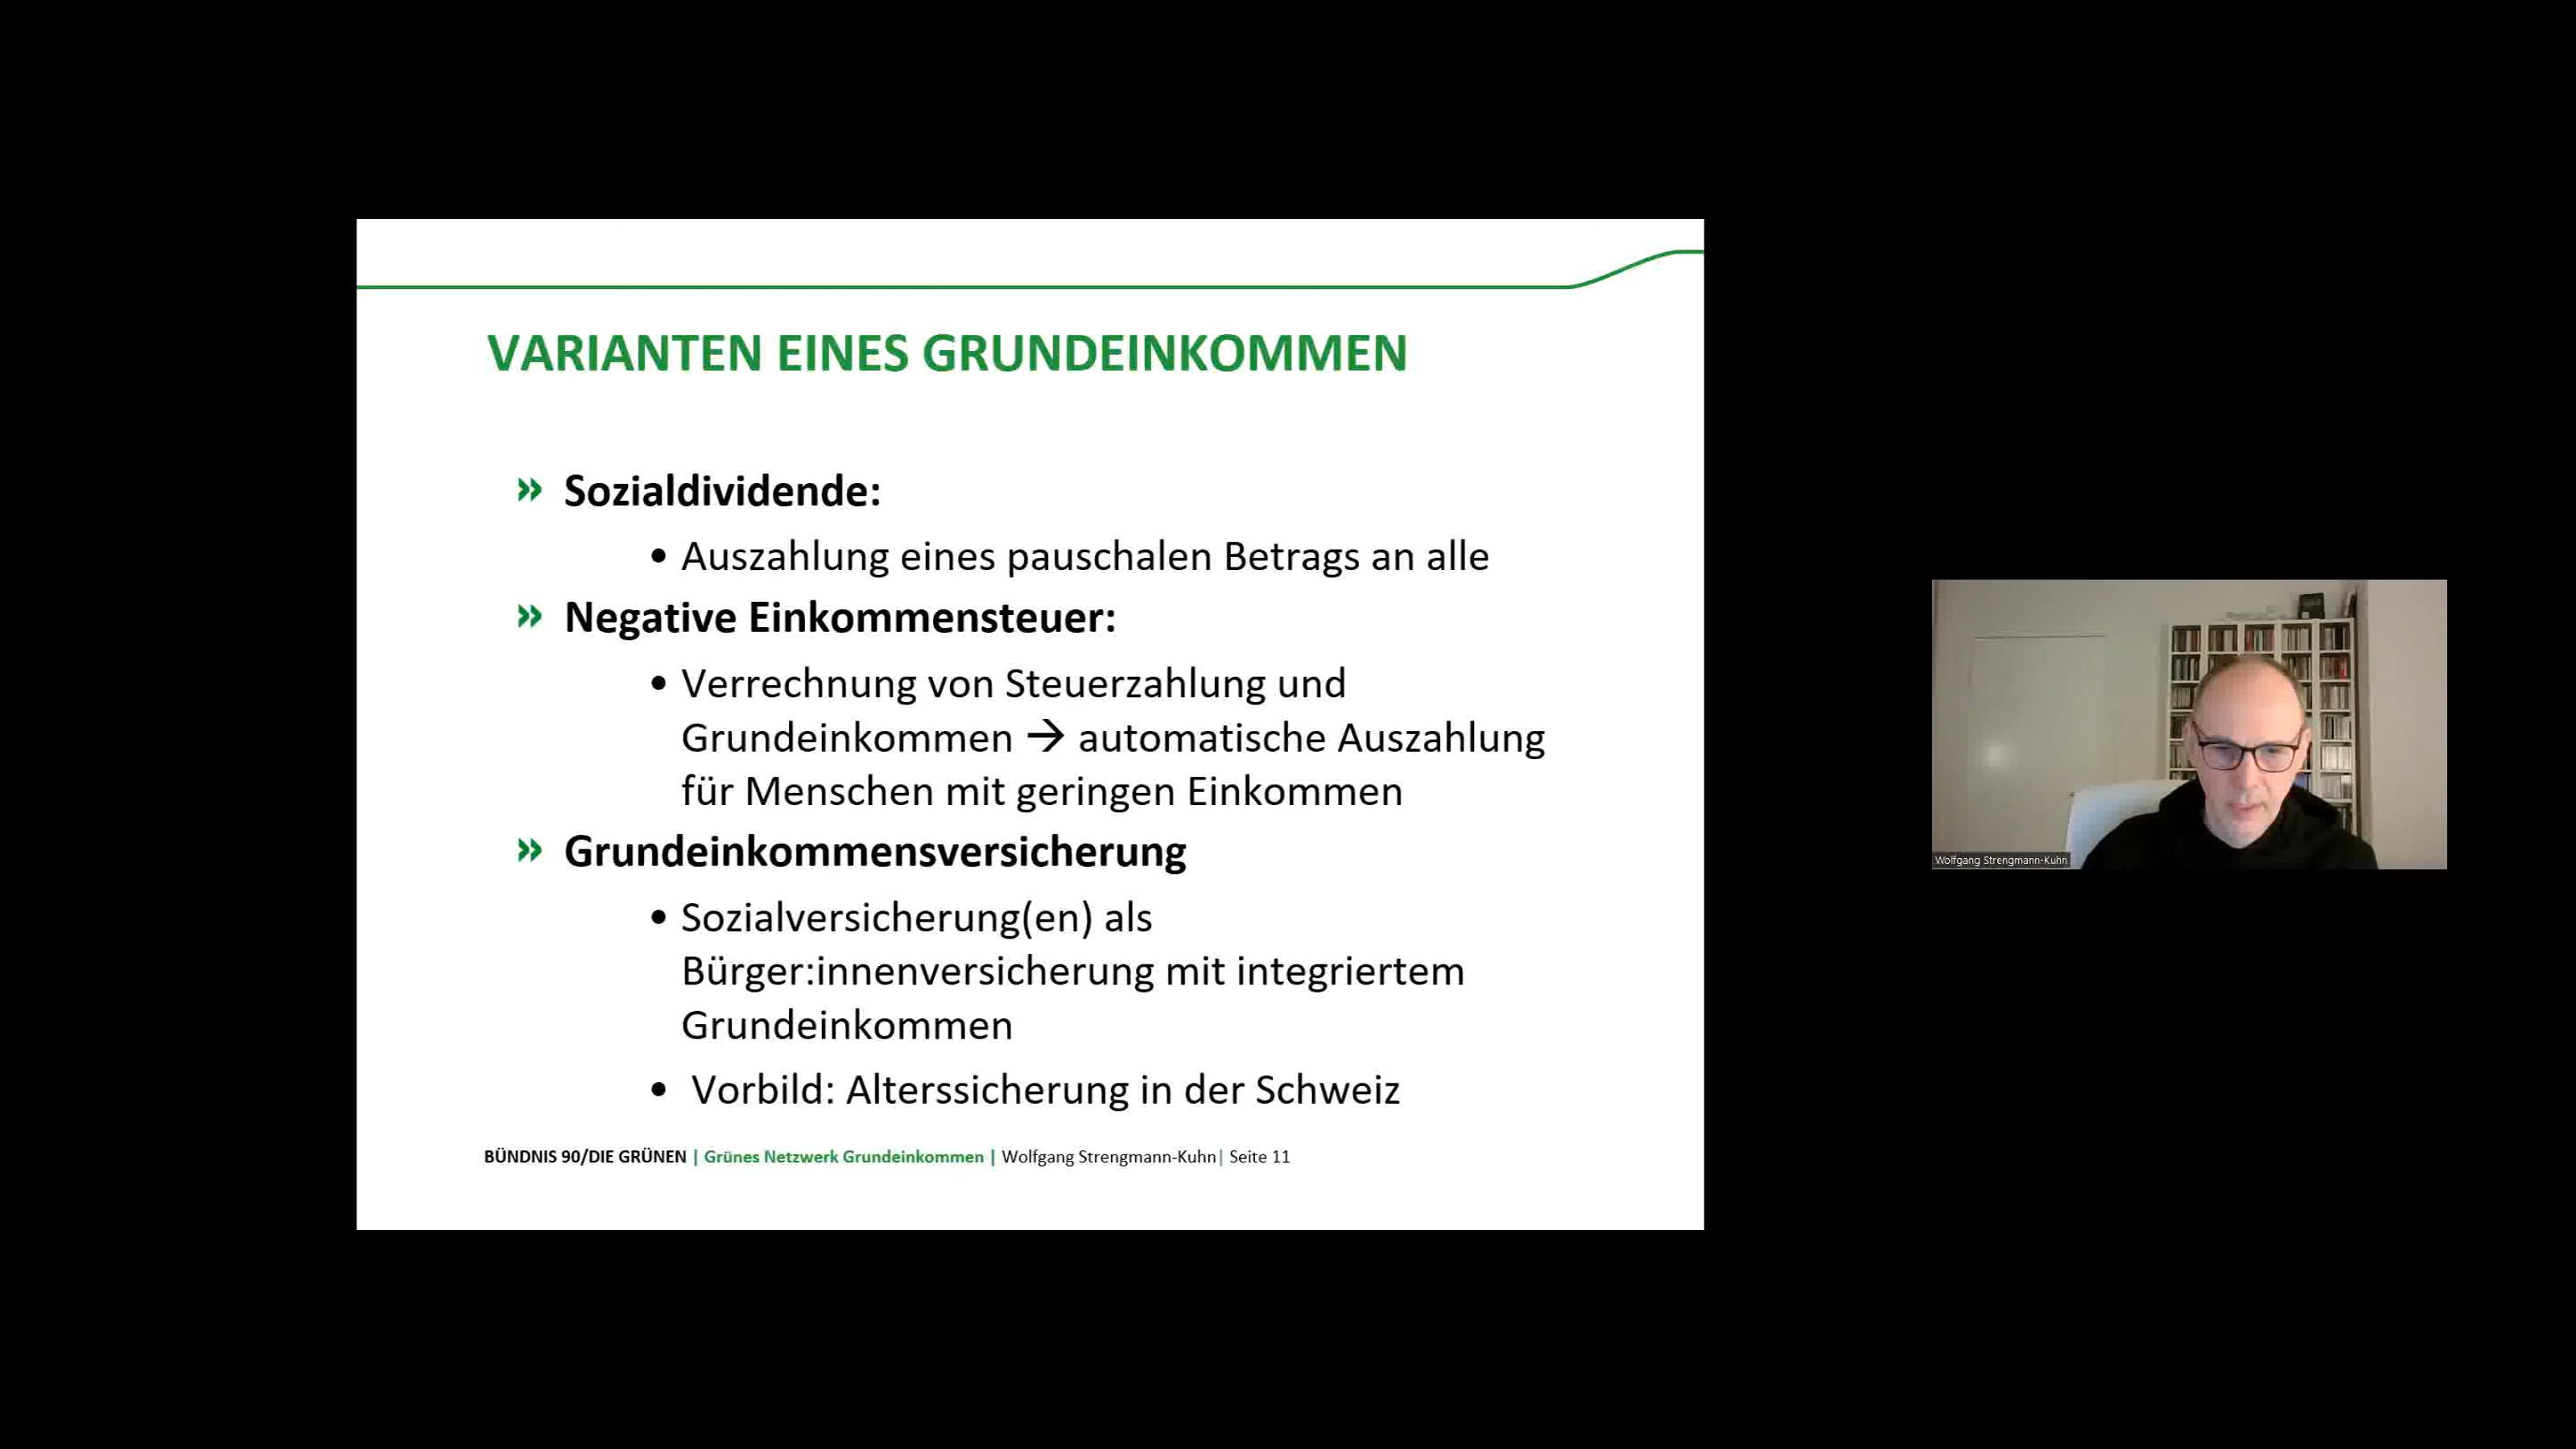 VARIANTEN EINES GRUNDEINKOMMEN
» Sozialdividende:
• Auszahlung eines pauschalen Betrags an alle
» Negative Einkommensteuer:
• Verrechnung von Steuerzahlung und
Grundeinkommen → automatische Auszahlung
für Menschen mit geringen Einkommen
» Grundeinkommensversicherung
• Sozialversicherung(en) als
Bürger:innenversicherung mit integriertem
Grundeinkommen
• Vorbild: Alterssicherung in der Schweiz
BÜNDNIS 90/DIE GRÜNEN | Grünes Netzwerk Grundeinkommen | Wolfgang Strengmann-Kuhn| Seite 11
Wolfgang Strengmann-Kuhn